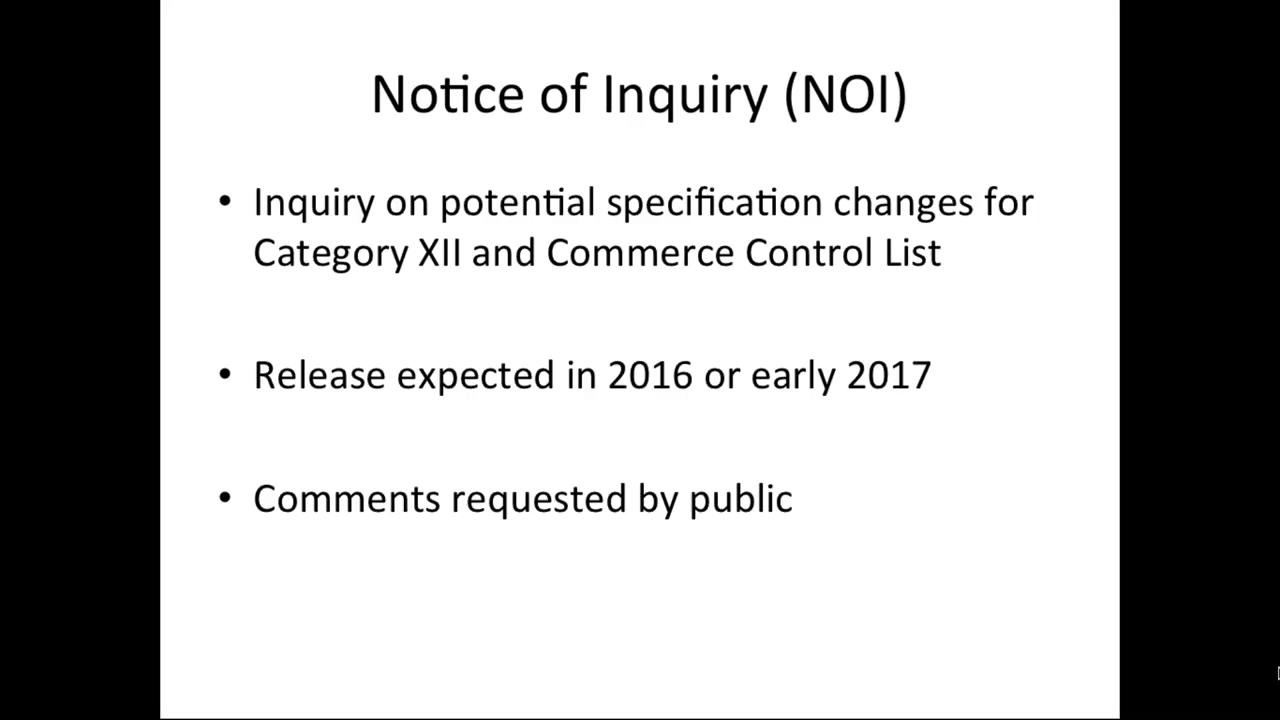 Notice of Inquiry (NOI)
• Inquiry on potential specification changes for
Category XII and Commerce Control List
• Release expected in 2016 or early 2017
• Comments requested by public